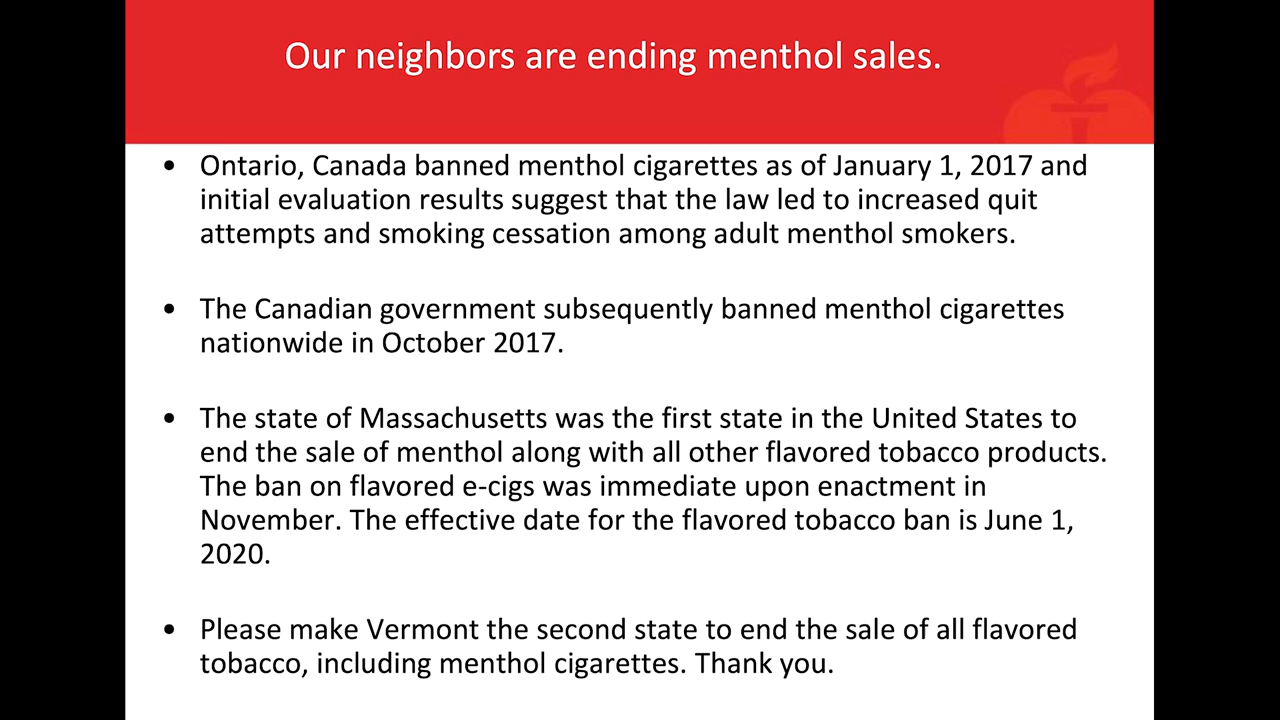 Our neighbors are ending menthol sales.
• Ontario, Canada banned menthol cigarettes as of January 1, 2017 and
initial evaluation results suggest that the law led to increased quit
attempts and smoking cessation among adult menthol smokers.
• The Canadian government subsequently banned menthol cigarettes
nationwide in October 2017.
• The state of Massachusetts was the first state in the United States to
end the sale of menthol along with all other flavored tobacco products.
The ban on flavored e-cigs was immediate upon enactment in
November. The effective date for the flavored tobacco ban is June 1,
2020.
• Please make Vermont the second state to end the sale of all flavored
tobacco, including menthol cigarettes. Thank you.